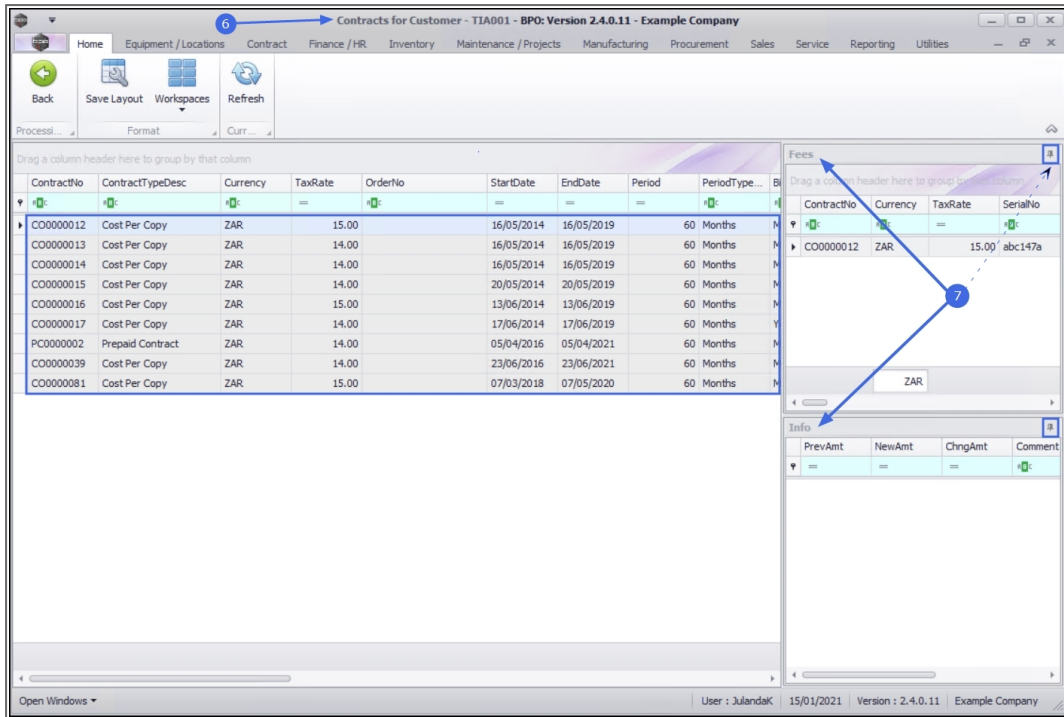 6
Contracts for Customer - TIA001 - BPO: Version 2.4.0.11 - Example Company
Home Equipment / Locations Contract Finance / HR Inventory Maintenance / Projects Manufacturing Procurement Sales Service Reporting Utilities
Back Save Layout Workspaces Refresh
Processi... Format Curr...
Drag a column header here to group by that column
ContractNo ContractTypeDesc Currency TaxRate OrderNo StartDate EndDate Period PeriodType... Bi
CO0000012 Cost Per Copy ZAR 15.00 16/05/2014 16/05/2019 60 Months M
CO0000013 Cost Per Copy ZAR 14.00 16/05/2014 16/05/2019 60 Months M
CO0000014 Cost Per Copy ZAR 14.00 16/05/2014 16/05/2019 60 Months M
CO0000015 Cost Per Copy ZAR 14.00 20/05/2014 20/05/2019 60 Months M
CO0000016 Cost Per Copy ZAR 15.00 13/06/2014 13/06/2019 60 Months M
CO0000017 Cost Per Copy ZAR 14.00 17/06/2014 17/06/2019 60 Months Y
PC0000002 Prepaid Contract ZAR 14.00 05/04/2016 05/04/2021 60 Months M
CO0000039 Cost Per Copy ZAR 14.00 23/06/2016 23/06/2021 60 Months M
CO0000081 Cost Per Copy ZAR 15.00 07/03/2018 07/05/2020 60 Months M
Fees
Drag a column header here to group by that column
ContractNo Currency TaxRate SerialNo
CO0000012 ZAR 15.00 abc147a
7
ZAR
Info
PrevAmt NewAmt ChngAmt Comment
Open Windows User : JulandaK 15/01/2021 Version : 2.4.0.11 Example Company